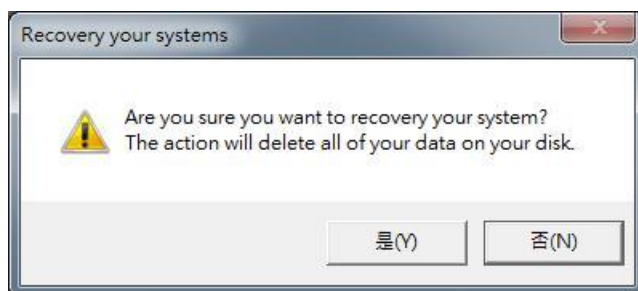 Recovery your systems
Are you sure you want to recovery your system?
The action will delete all of your data on your disk.
是(Y)
否(N)